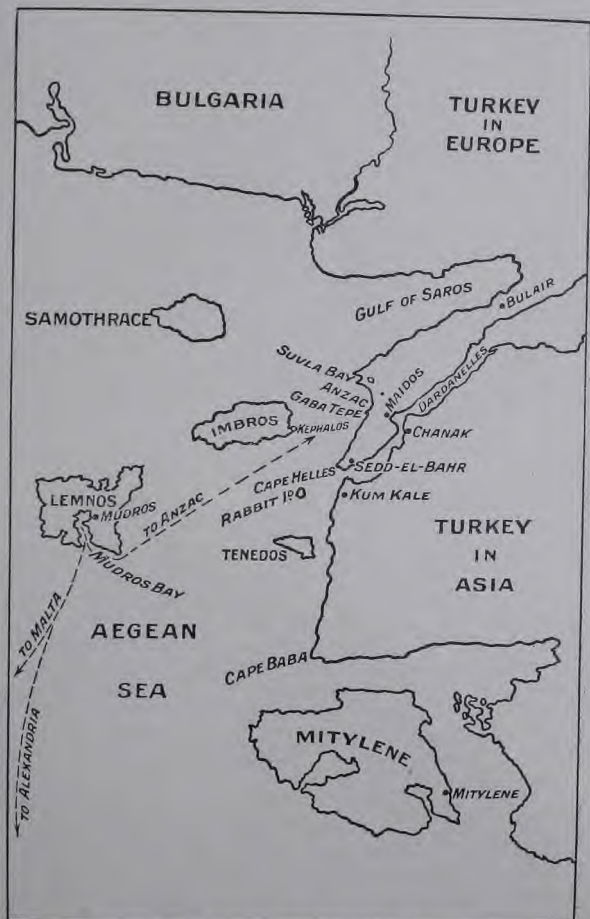 BULGARIA
TURKEY
IN
EUROPE
GULF OF SAROS
BULAIR
SAMOTHRACE
SUVLA BAY
ANZAC
GABA TEPE
MAIDOS
DARDANELLES
IMBROS
KEPHALOS
CHANAK
CAPE HELLES
SEDD-EL-BAHR
RABBIT Iº
KUM KALE
LEMNOS
MUDROS
TO ANZAC
MUDROS BAY
TENEDOS
TURKEY
IN
ASIA
TO MALTA
AEGEAN
SEA
CAPE BABA
TO ALEXANDRIA
MITYLENE
MITYLENE